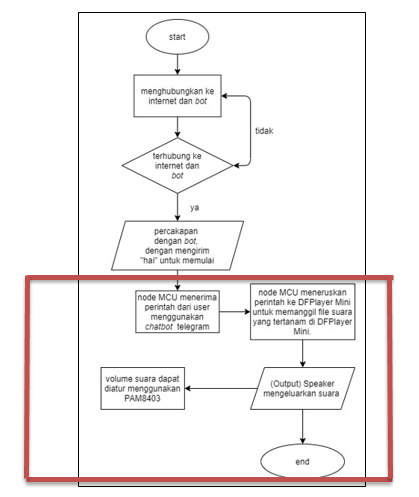 start
menghubungkan ke
internet dan bot
tidak
terhubung ke
internet dan
bot
ya
percakapan
dengan bot,
dengan mengirim
"hai" untuk memulai
node MCU menerima
perintah dari user
menggunakan
chatbot telegram
node MCU meneruskan
perintah ke DFPlayer Mini
untuk memanggil file suara
yang tertanam di DFPlayer
Mini.
volume suara dapat
diatur menggunakan
PAM8403
(Output) Speaker
mengeluarkan suara
end